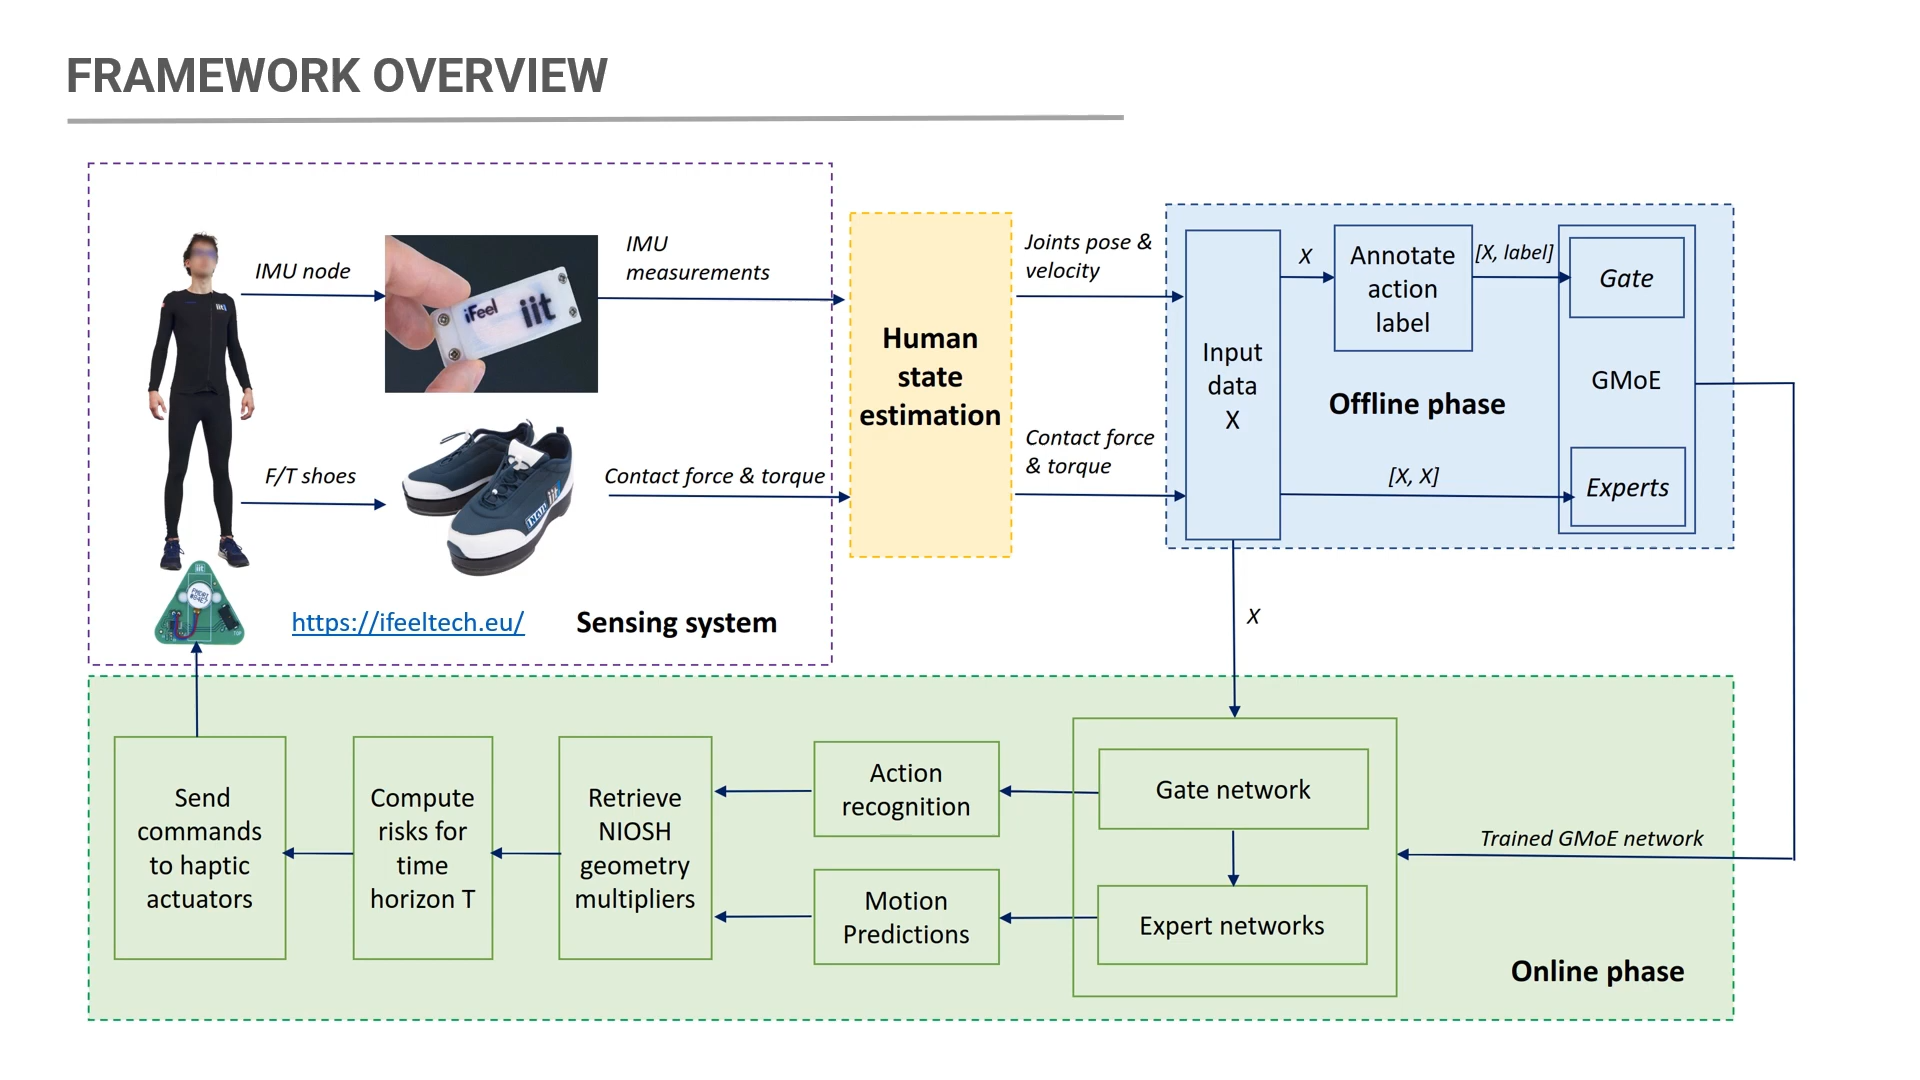 FRAMEWORK OVERVIEW
IMU node
iFeel
iit
IMU
measurements
iit
F/T shoes
Contact force & torque
iit
iit
https://ifeeltech.eu/
Sensing system
Human
state
estimation
Joints pose &
velocity
Contact force
& torque
Input
data
X
X
Annotate
action
label
[X, label]
Gate
GMoE
Offline phase
[X, X]
Experts
X
Send
commands
to haptic
actuators
Compute
risks for
time
horizon T
Retrieve
NIOSH
geometry
multipliers
Action
recognition
Motion
Predictions
Gate network
Expert networks
Trained GMoE network
Online phase